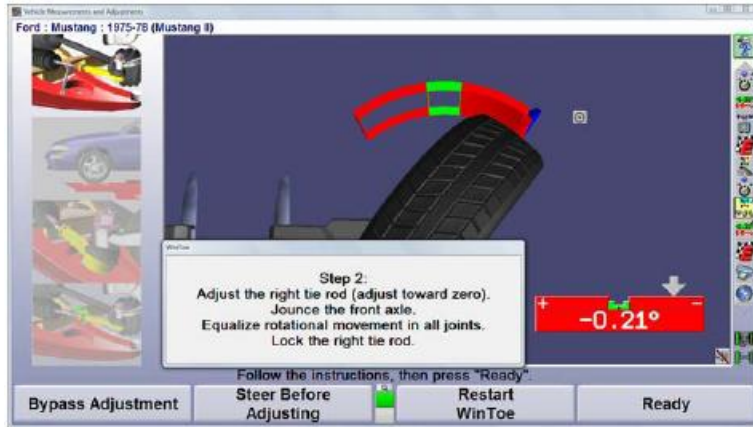 Vehicle Measurements and Adjustments
Ford : Mustang : 1975-78 (Mustang II)
WinToe
Step 2:
Adjust the right tie rod (adjust toward zero).
Jounce the front axle.
Equalize rotational movement in all joints.
Lock the right tie rod.
+ −
-0.21°
Follow the instructions, then press "Ready".
Bypass Adjustment
Steer Before
Adjusting
Restart
WinToe
Ready